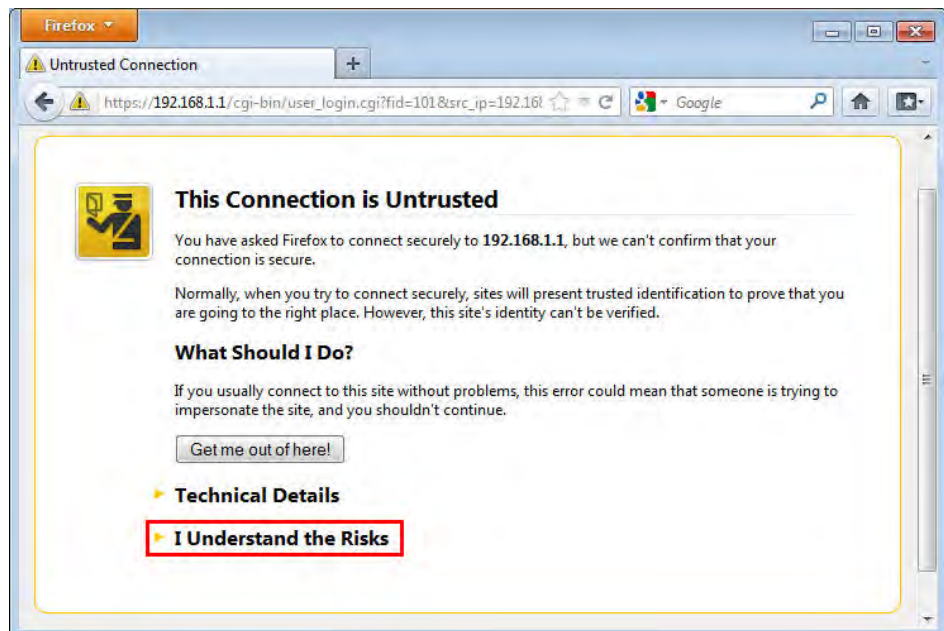 Firefox
Untrusted Connection
https://192.168.1.1/cgi-bin/user_login.cgi?fid=101&src_ip=192.168
Google
This Connection is Untrusted
You have asked Firefox to connect securely to 192.168.1.1, but we can't confirm that your
connection is secure.
Normally, when you try to connect securely, sites will present trusted identification to prove that you
are going to the right place. However, this site's identity can't be verified.
What Should I Do?
If you usually connect to this site without problems, this error could mean that someone is trying to
impersonate the site, and you shouldn't continue.
Get me out of here!
Technical Details
I Understand the Risks